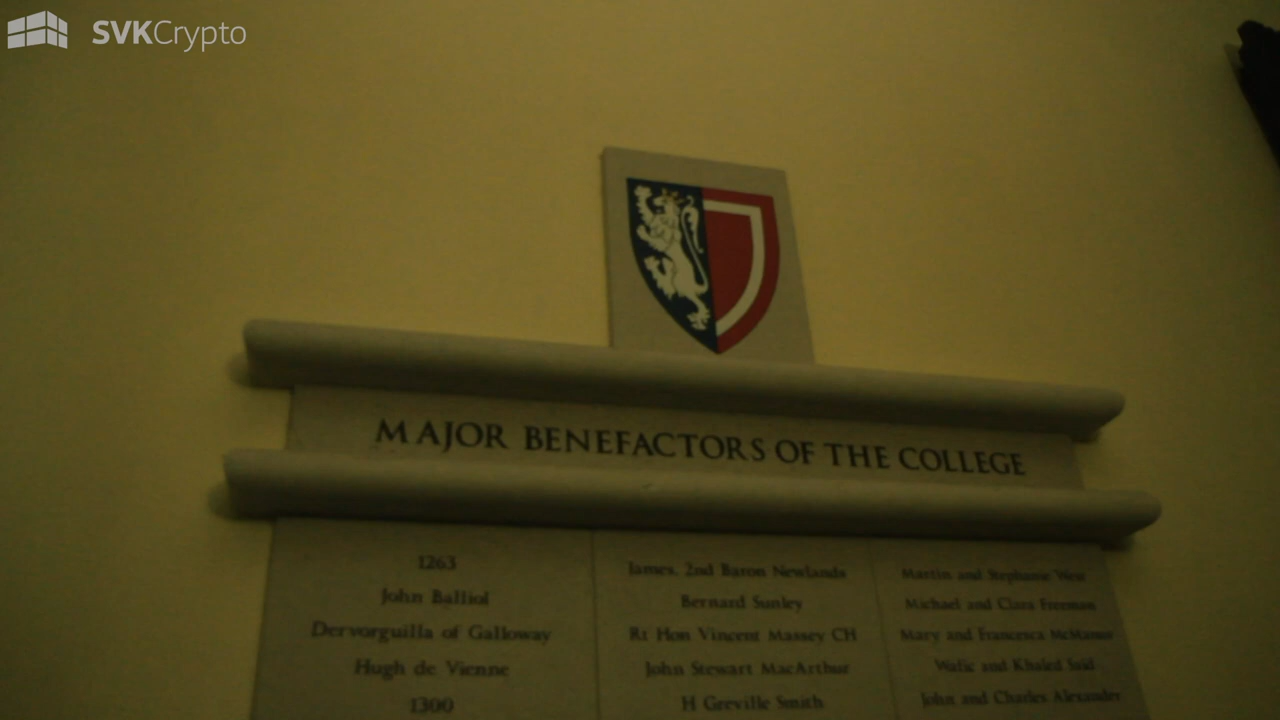 SVKCrypto
MAJOR BENEFACTORS OF THE COLLEGE
1263
John Balliol
Dervorguilla of Galloway
Hugh de Vienne
1300
James, 2nd Baron Newlands
Bernard Sunley
Rt Hon Vincent Massey CH
John Stewart MacArthur
H Greville Smith
Martin and Stephanie
Michael and Clara Freeman
Mary and Francesca McManus
Wafic and Khaled Said
John and Charles Alexander